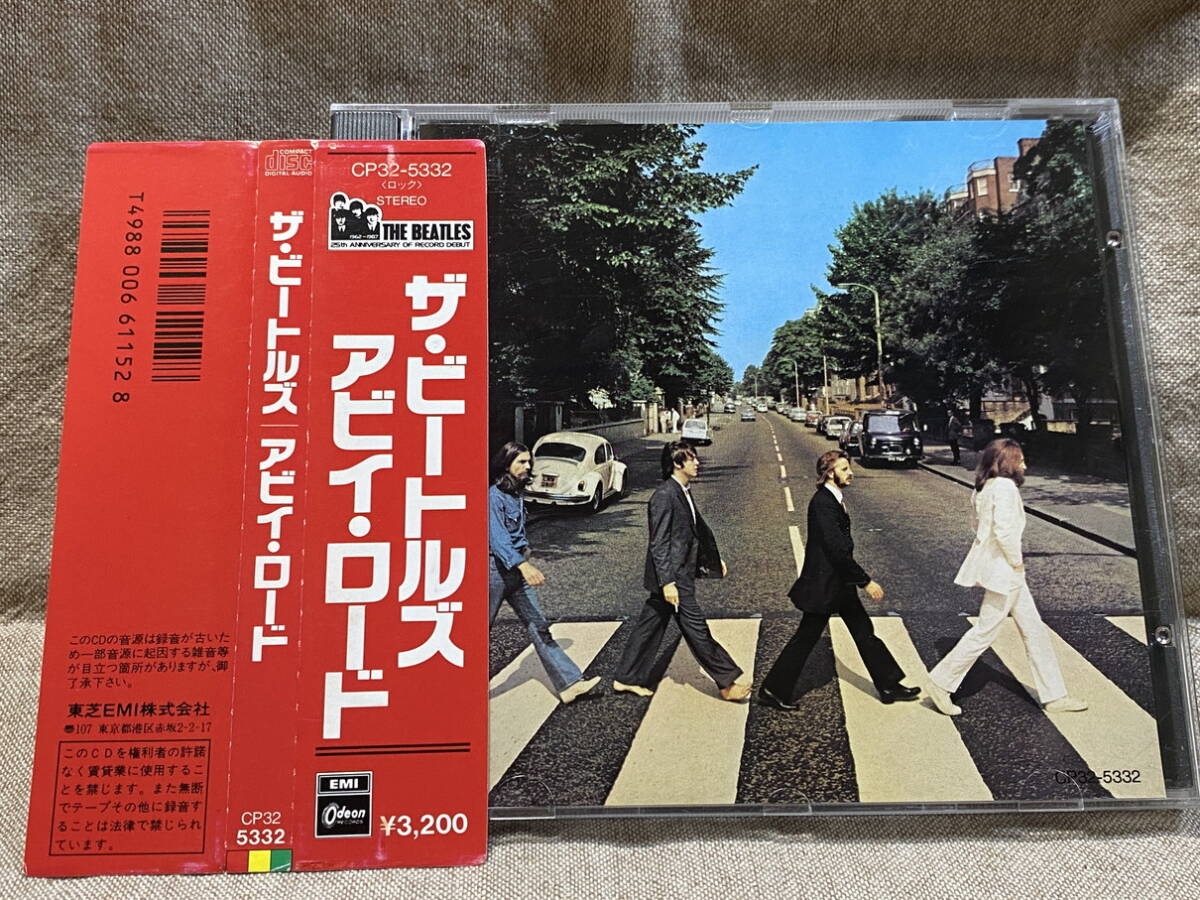 T4988 006 61152 8
このCDの音源は録音が古いため
め一部音源に起因する雑音等
が目立つ箇所がありますが、御
了承下さい。
東芝EMI株式会社
〠107 東京都港区赤坂2-2-17
このCDを権利者の許諾
なく賃貸業に使用するこ
とを禁じます。また無断
でテープその他に録音す
ることは法律で禁じられ
ています。
COMPACT
disc
DIGITAL AUDIO
ザ・ビートルズ
アビイ・ロード
CP32
5332
CP32-5332
〈ロック〉
STEREO
THE BEATLES
1962-1987
25th ANNIVERSARY OF RECORD DEBUT
ザ・ビートルズ
アビイ・ロード
EMI
Odeon
RECORDS
¥3,200
CP32-5332